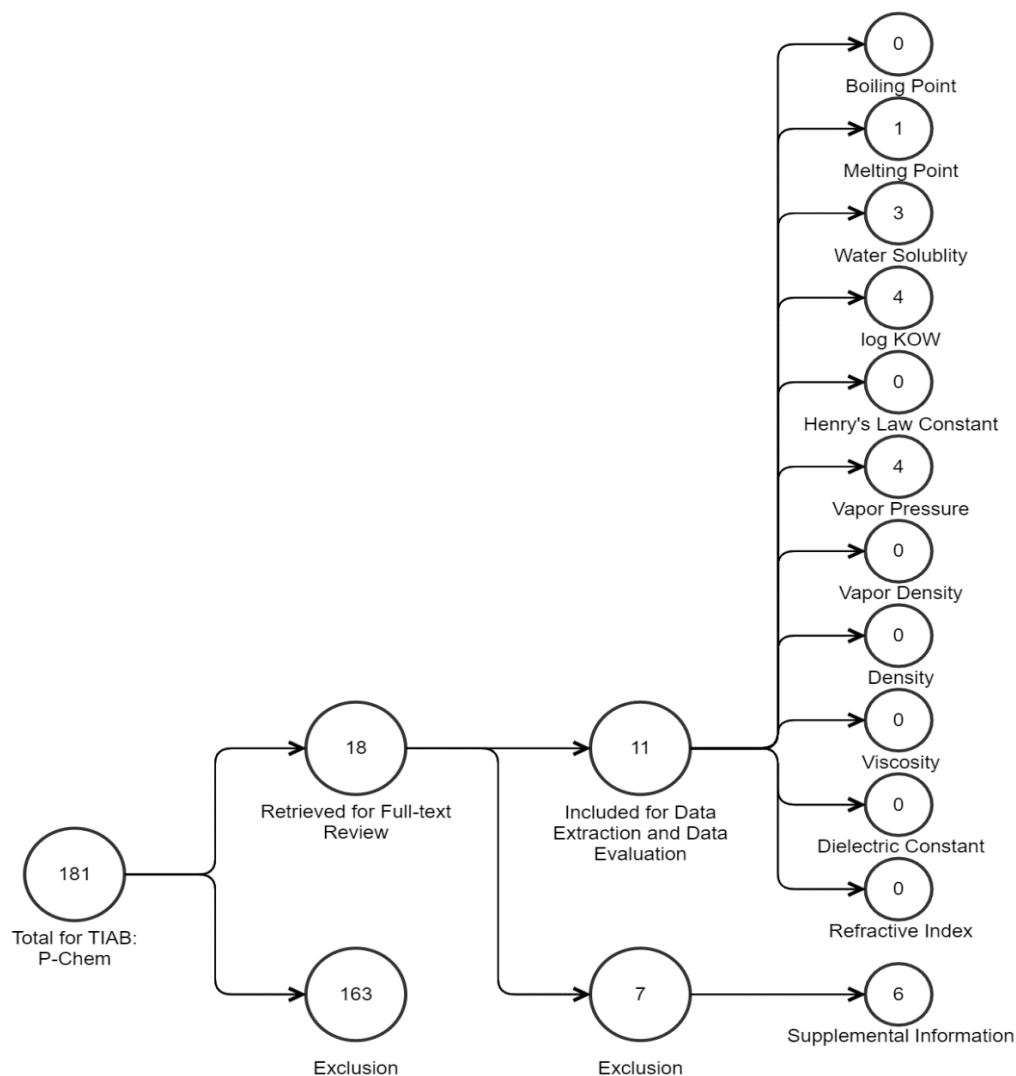 0
Boiling Point
1
Melting Point
3
Water Solublity
4
log KOW
0
Henry's Law Constant
4
Vapor Pressure
0
Vapor Density
0
Density
0
Viscosity
0
Dielectric Constant
0
Refractive Index
18
Retrieved for Full-text
Review
11
Included for Data
Extraction and Data
Evaluation
181
Total for TIAB:
P-Chem
163
Exclusion
7
Exclusion
6
Supplemental Information